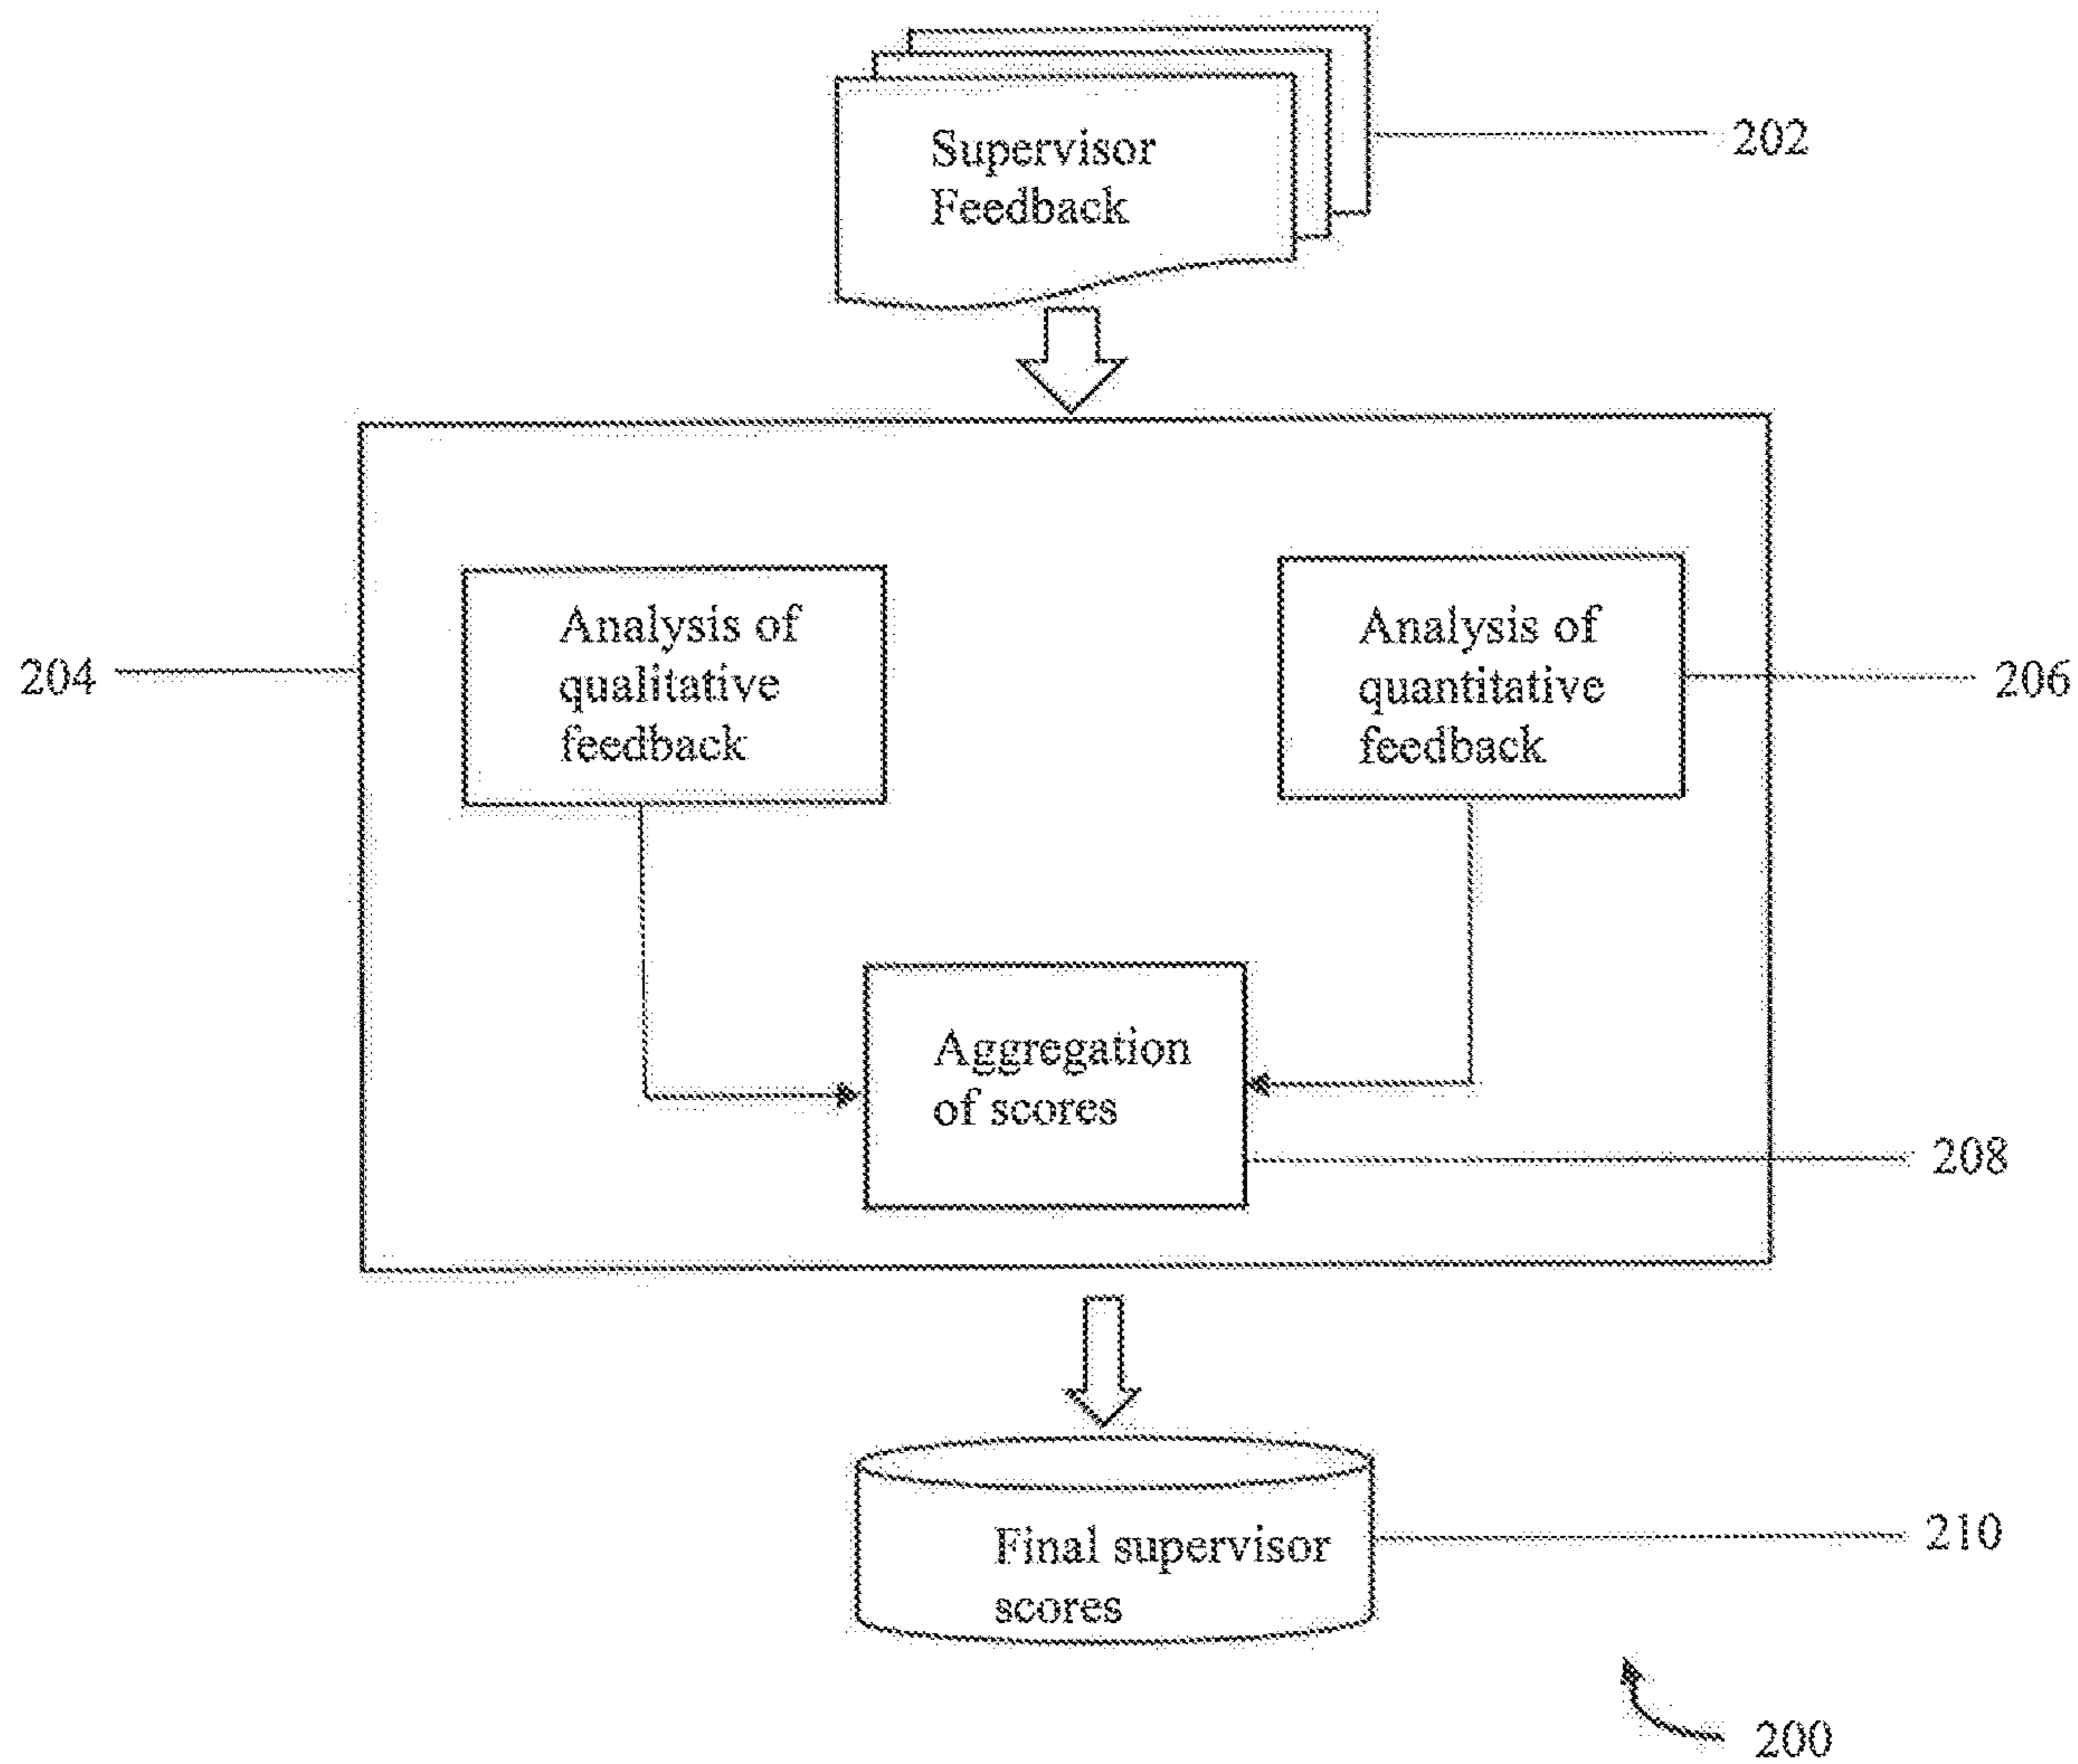 Supervisor
Feedback
202
Analysis of
qualitative
feedback
Analysis of
quantitative
feedback
204
206
Aggregation
of scores
208
Final supervisor
scores
210
200